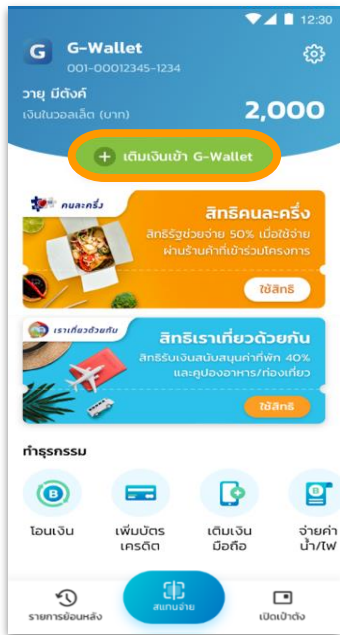 12:30
G
G-Wallet
001-00012345-1234
วายุ มีตังค์
เงินในวอลเล็ต (บาท)
2,000
+ เติมเงินเข้า G-Wallet
คนละครึ่ง
สิทธิคนละครึ่ง
สิทธิรัฐช่วยจ่าย 50% เมื่อใช้จ่าย
ผ่านร้านค้าที่เข้าร่วมโครงการ
ใช้สิทธิ
เราเที่ยวด้วยกัน
สิทธิเราเที่ยวด้วยกัน
สิทธิรับเงินสนับสนุนค่าที่พัก 40%
และคูปองอาหาร/ท่องเที่ยว
ใช้สิทธิ
ทำธุรกรรม
โอนเงิน
เพิ่มบัตร
เครดิต
เติมเงิน
มือถือ
จ่ายค่า
น้ำ/ไฟ
รายการย้อนหลัง
สแกนจ่าย
เปิดเป๋าตัง